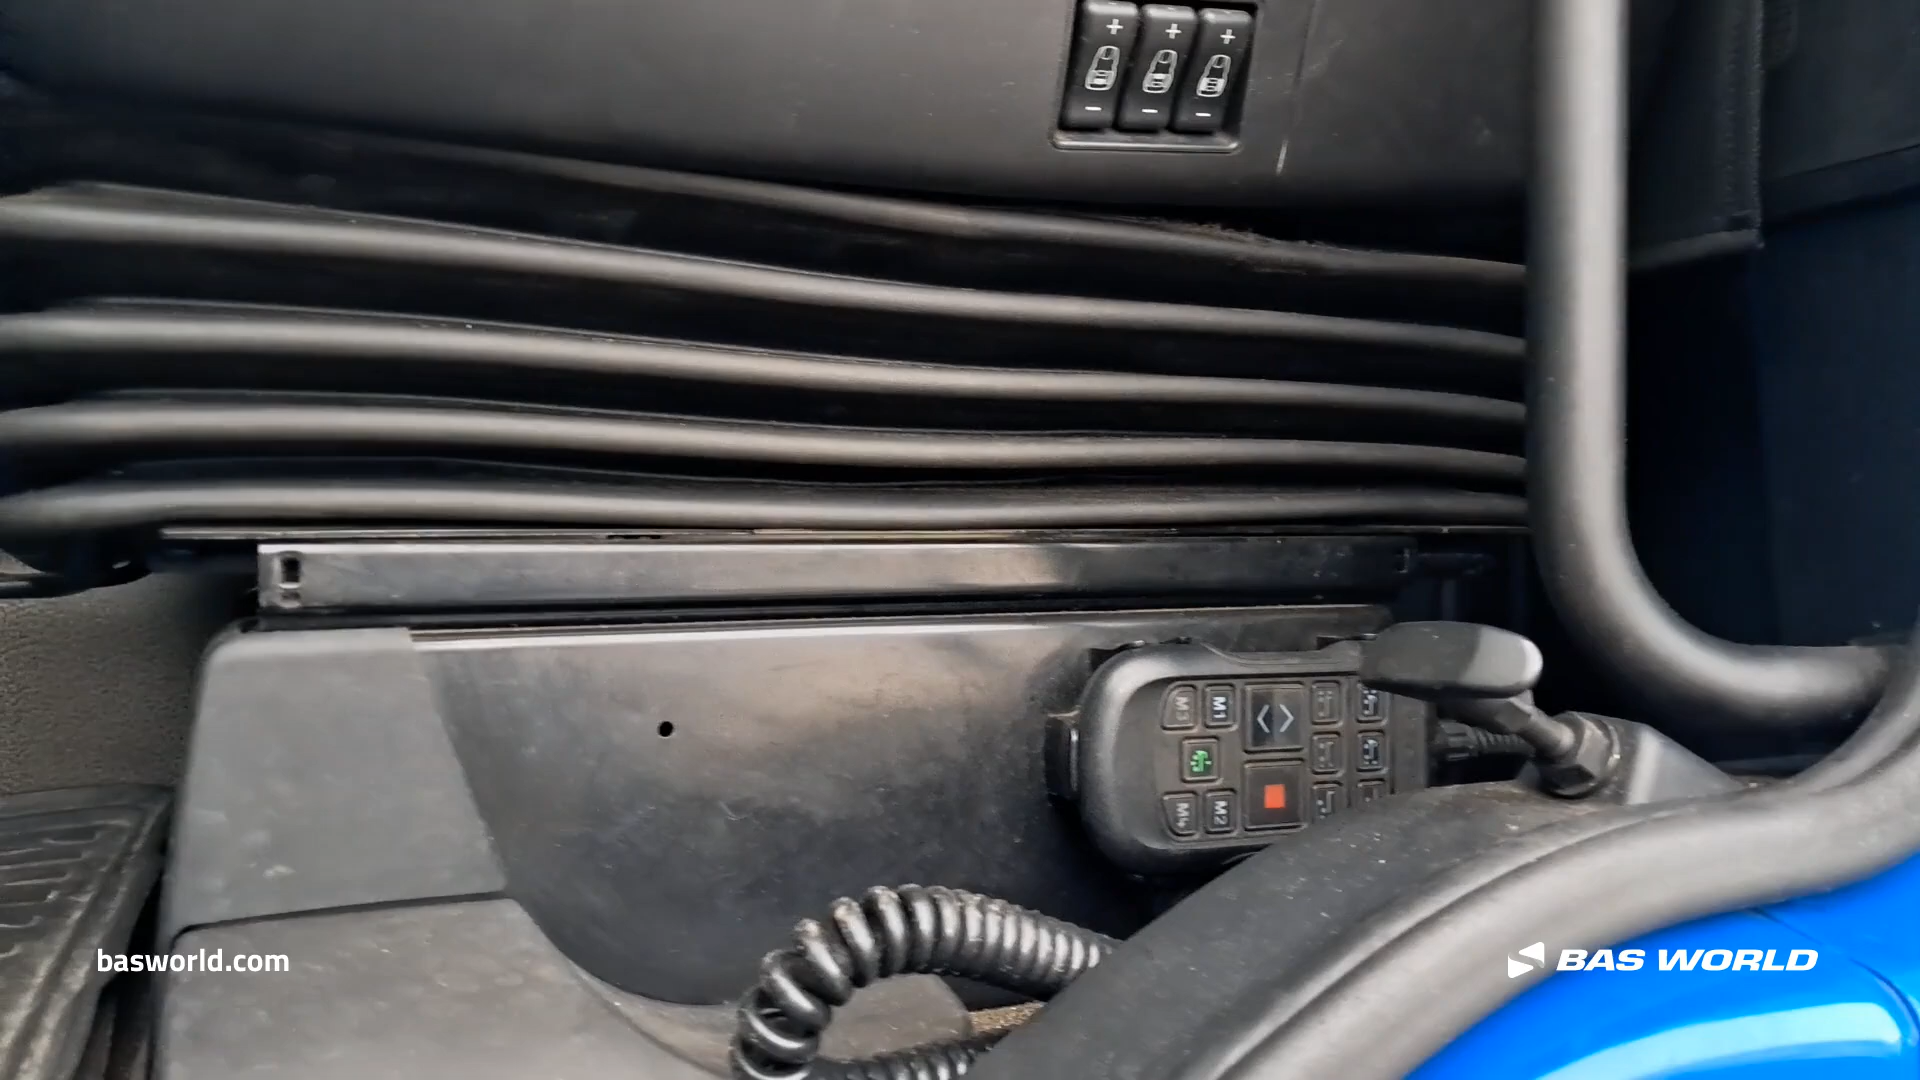 + + +
- - -
M3 M1
M4 M2
basworld.com
BAS WORLD